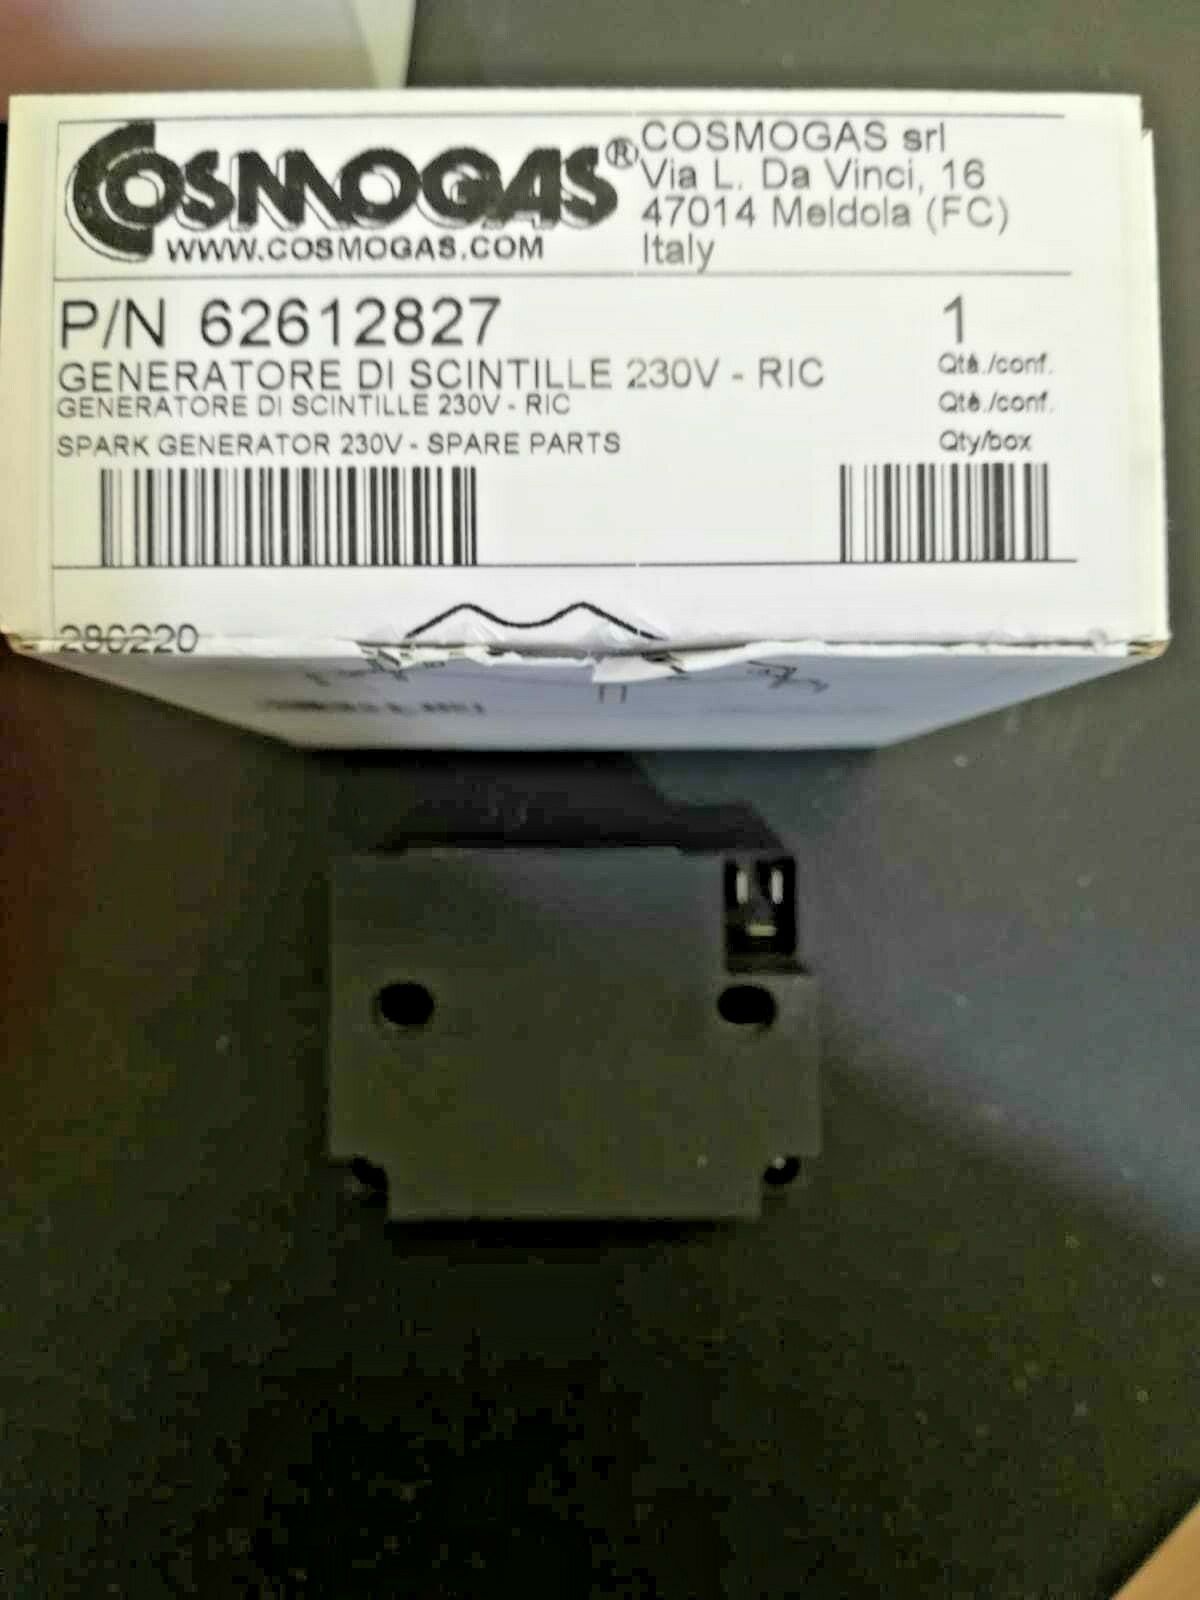 COSMOGAS®
WWW.COSMOGAS.COM
COSMOGAS srl
Via L. Da Vinci, 16
47014 Meldola (FC)
Italy
P/N 62612827 1
GENERATORE DI SCINTILLE 230V - RIC Qtà./conf.
GENERATORE DI SCINTILLE 230V - RIC Qtè./conf.
SPARK GENERATOR 230V - SPARE PARTS Qty/box
280220